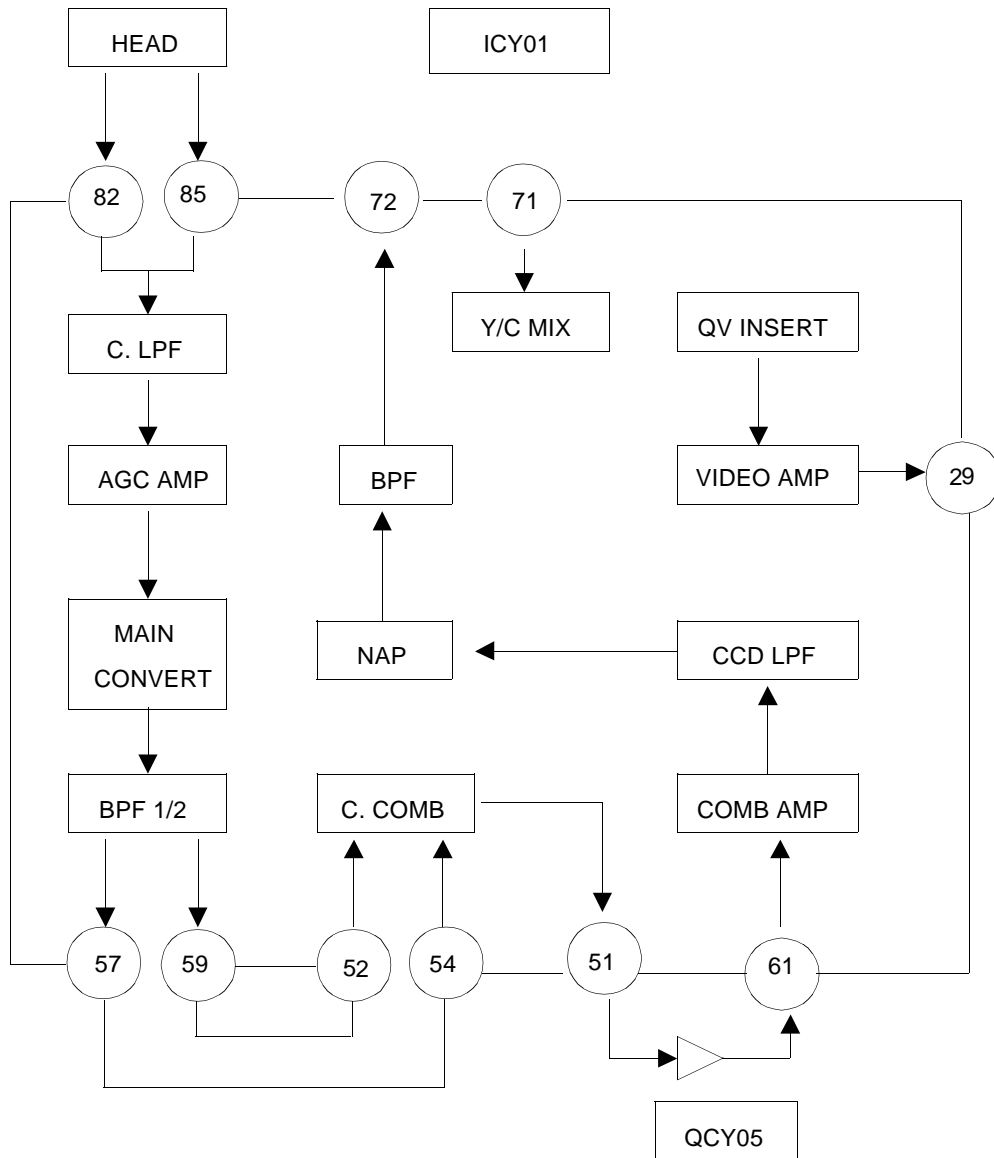 HEAD
ICY01
82
85
72
71
C. LPF
Y/C MIX
QV INSERT
AGC AMP
BPF
VIDEO AMP
29
MAIN
CONVERT
NAP
CCD LPF
BPF 1/2
C. COMB
COMB AMP
57
59
52
54
51
61
QCY05